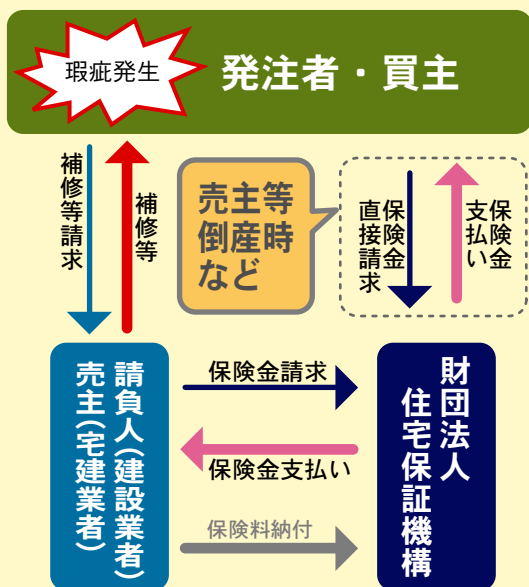 瑕疵発生
発注者・買主
補修等請求
補修等
売主等
倒産時
など
保険金
直接請求
保険金
支払い
請負人(建設業者)
売主(宅建業者)
保険金請求
保険金支払い
保険料納付
財団法人
住宅保証機構